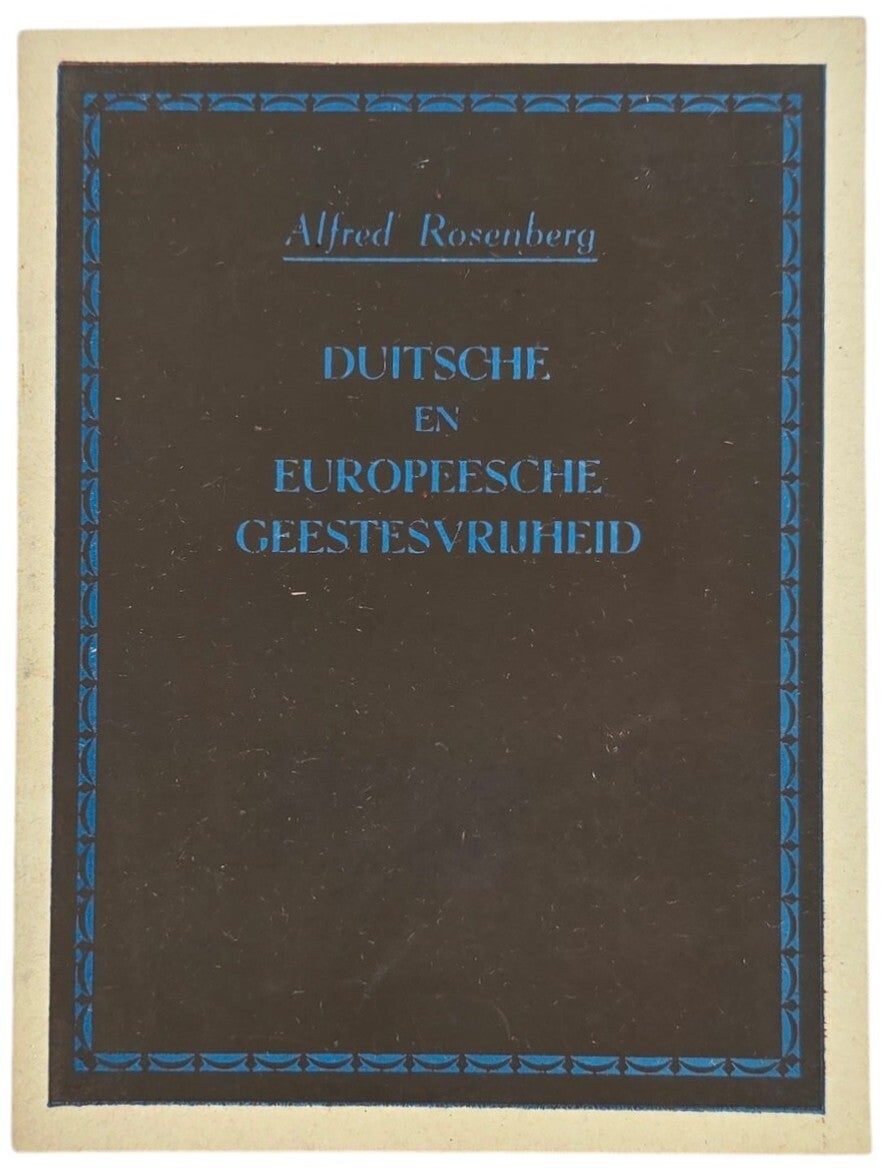 Alfred Rosenberg
DUITSCHE
EN
EUROPEESCHE
GEESTESVRIJHEID